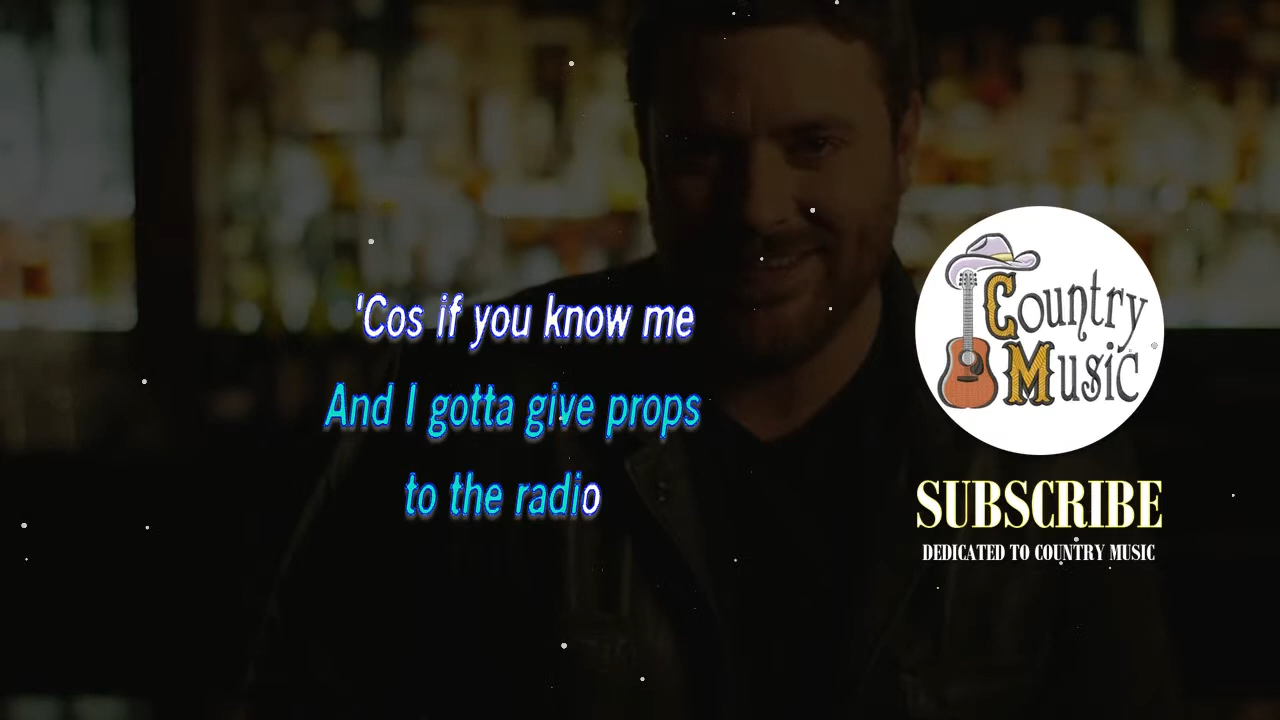 'Cos if you know me
And I gotta give props
to the radio
Country
Music
SUBSCRIBE
DEDICATED TO COUNTRY MUSIC